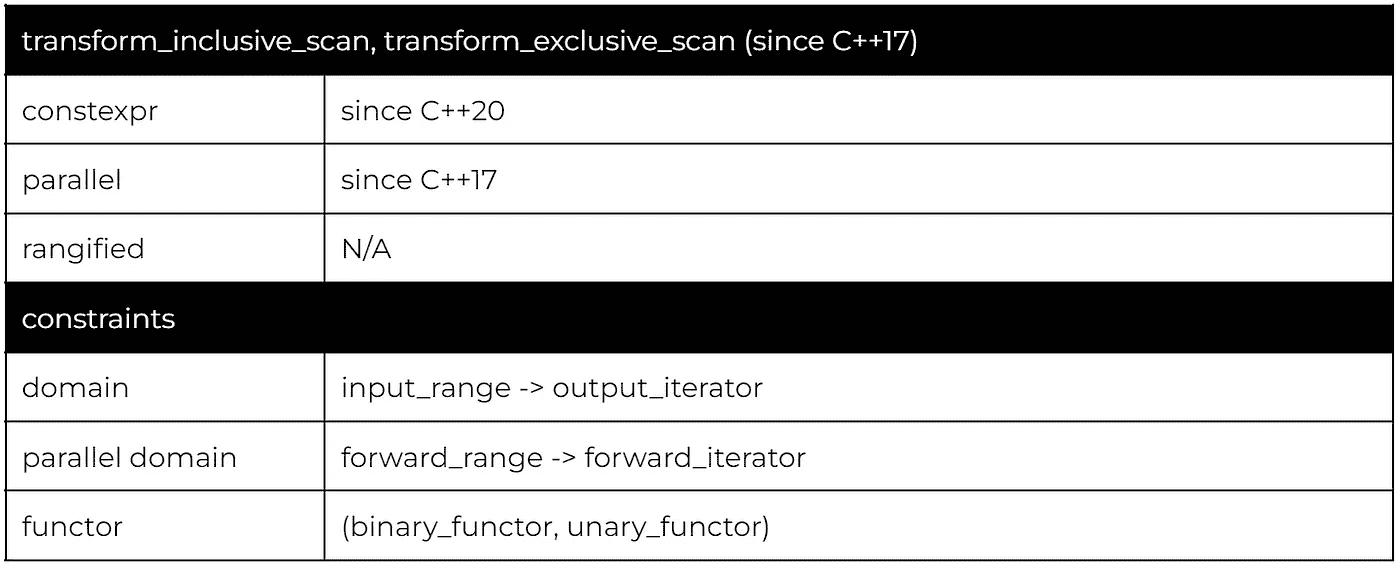 transform_inclusive_scan, transform_exclusive_scan (since C++17)
constexpr since C++20
parallel since C++17
rangified N/A
constraints
domain input_range -> output_iterator
parallel domain forward_range -> forward_iterator
functor (binary_functor, unary_functor)